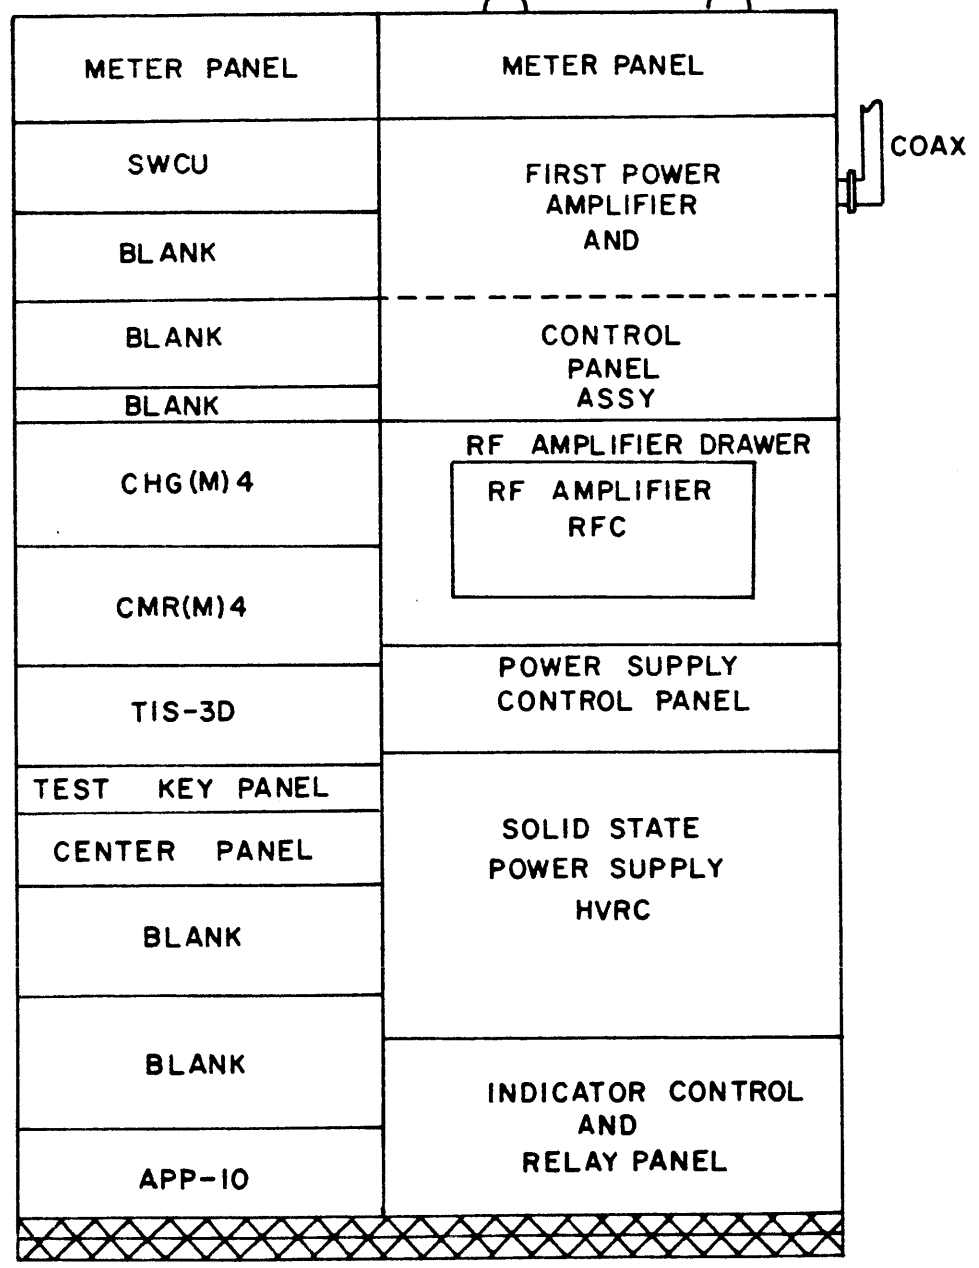 METER PANEL
SWCU
BLANK
BLANK
BLANK
CHG(M)4
CMR(M)4
TIS-3D
TEST KEY PANEL
CENTER PANEL
BLANK
BLANK
APP-10
METER PANEL
COAX
FIRST POWER
AMPLIFIER
AND
CONTROL
PANEL
ASSY
RF AMPLIFIER DRAWER
RF AMPLIFIER
RFC
POWER SUPPLY
CONTROL PANEL
SOLID STATE
POWER SUPPLY
HVRC
INDICATOR CONTROL
AND
RELAY PANEL